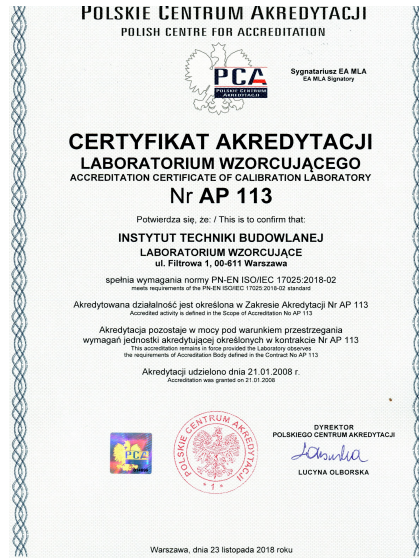 POLSKIE CENTRUM AKREDYTACJI
POLISH CENTRE FOR ACCREDITATION
PCA
POLSKIE CENTRUM
AKREDYTACJI
Sygnatariusz EA MLA
EA MLA Signatory
CERTYFIKAT AKREDYTACJI
LABORATORIUM WZORCUJĄCEGO
ACCREDITATION CERTIFICATE OF CALIBRATION LABORATORY
Nr AP 113
Potwierdza się, że: / This is to confirm that:
INSTYTUT TECHNIKI BUDOWLANEJ
LABORATORIUM WZORCUJĄCE
ul. Filtrowa 1, 00-611 Warszawa
spełnia wymagania normy PN-EN ISO/IEC 17025:2018-02
meets requirements of the PN-EN ISO/IEC 17025:2018-02 standard
Akredytowana działalność jest określona w Zakresie Akredytacji Nr AP 113
Accredited activity is defined in the Scope of Accreditation No AP 113
Akredytacja pozostaje w mocy pod warunkiem przestrzegania
wymagań jednostki akredytującej określonych w kontrakcie Nr AP 113
This accreditation remains in force provided the Laboratory observes
the requirements of Accreditation Body defined in the Contract No AP 113
Akredytacji udzielono dnia 21.01.2008 r.
Accreditation was granted on 21.01.2008
PCA
POLSKIE CENTRUM AKREDYTACJI
* 1 *
DYREKTOR
POLSKIEGO CENTRUM AKREDYTACJI
LUCYNA OLBORSKA
Warszawa, dnia 23 listopada 2018 roku